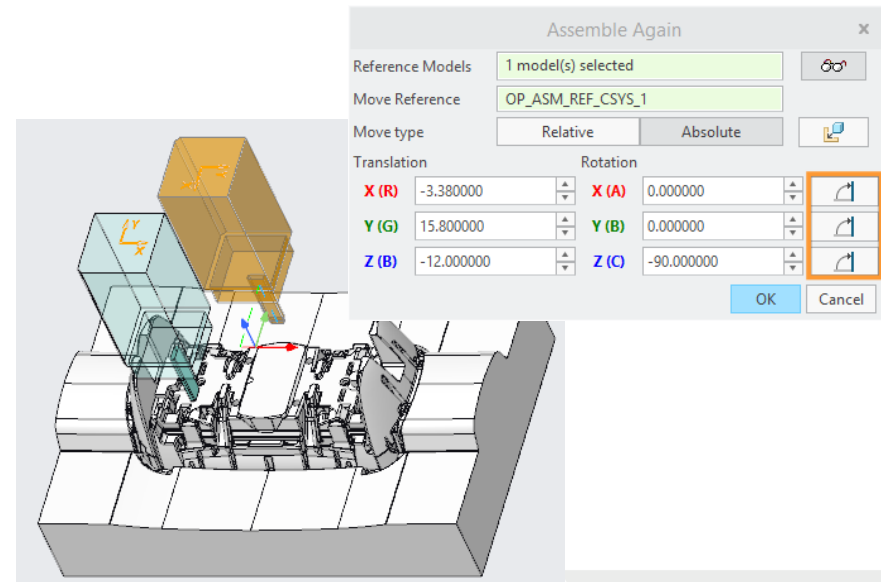 Assemble Again x
Reference Models 1 model(s) selected
Move Reference OP_ASM_REF_CSYS_1
Move type Relative Absolute
Translation Rotation
X (R) -3.380000 X (A) 0.000000
Y (G) 15.800000 Y (B) 0.000000
Z (B) -12.000000 Z (C) -90.000000
OK Cancel
Y
X